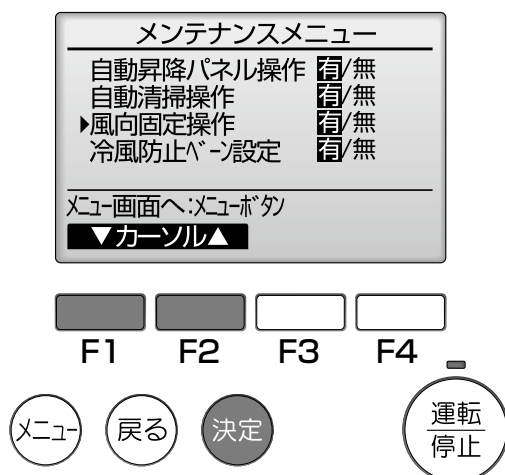 メンテナンスメニュー
自動昇降パネル操作 有/無
自動清掃操作 有/無
▶風向固定操作 有/無
冷風防止ﾍﾞｰﾝ設定 有/無
ﾒﾆｭｰ画面へ:ﾒﾆｭｰﾎﾞﾀﾝ
▼カーソル▲
F1 F2 F3 F4
メニュー 戻る 決定 運転
停止